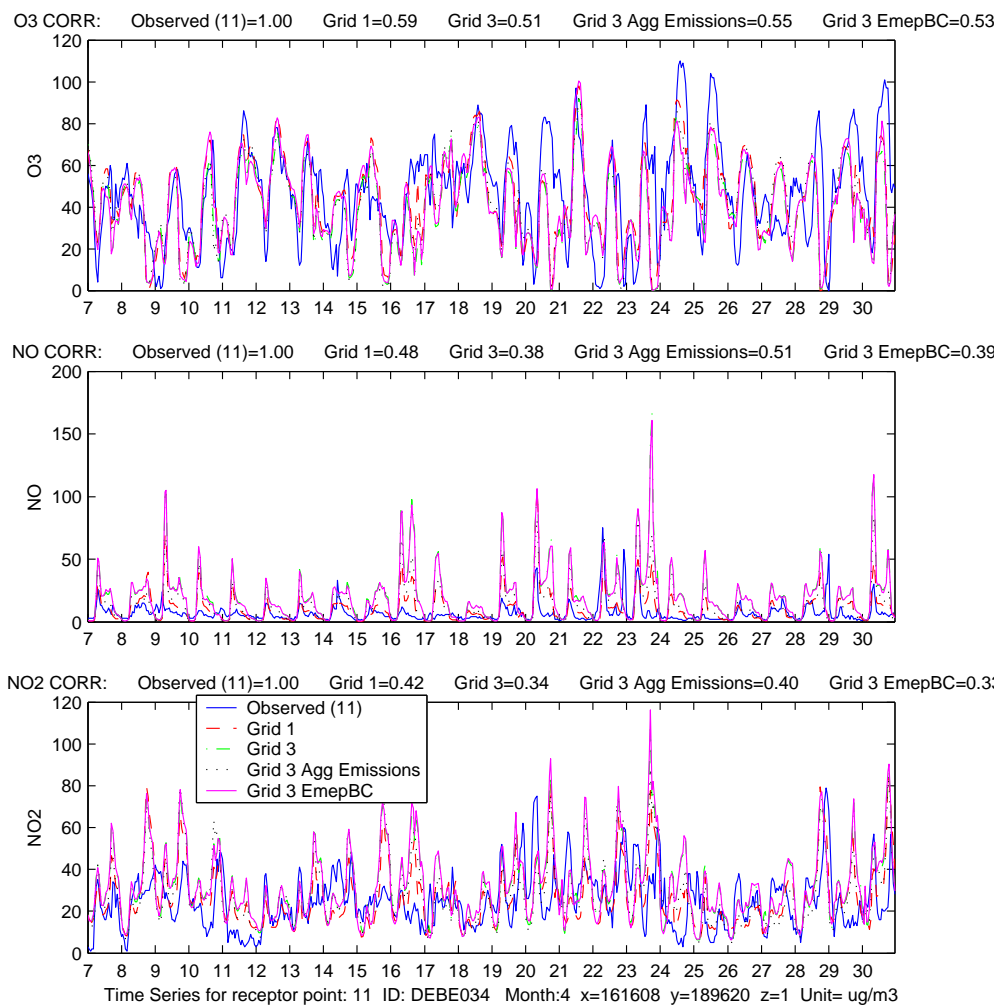 O3 CORR: Observed (11)=1.00 Grid 1=0.59 Grid 3=0.51 Grid 3 Agg Emissions=0.55 Grid 3 EmepBC=0.53
120
100
80
60
40
20
0
O3
7 8 9 10 11 12 13 14 15 16 17 18 19 20 21 22 23 24 25 26 27 28 29 30
NO CORR: Observed (11)=1.00 Grid 1=0.48 Grid 3=0.38 Grid 3 Agg Emissions=0.51 Grid 3 EmepBC=0.39
200
150
100
50
0
NO
7 8 9 10 11 12 13 14 15 16 17 18 19 20 21 22 23 24 25 26 27 28 29 30
NO2 CORR: Observed (11)=1.00 Grid 1=0.42 Grid 3=0.34 Grid 3 Agg Emissions=0.40 Grid 3 EmepBC=0.33
120
100
80
60
40
20
0
NO2
Observed (11)
Grid 1
Grid 3
Grid 3 Agg Emissions
Grid 3 EmepBC
7 8 9 10 11 12 13 14 15 16 17 18 19 20 21 22 23 24 25 26 27 28 29 30
Time Series for receptor point: 11 ID: DEBE034 Month:4 x=161608 y=189620 z=1 Unit= ug/m3